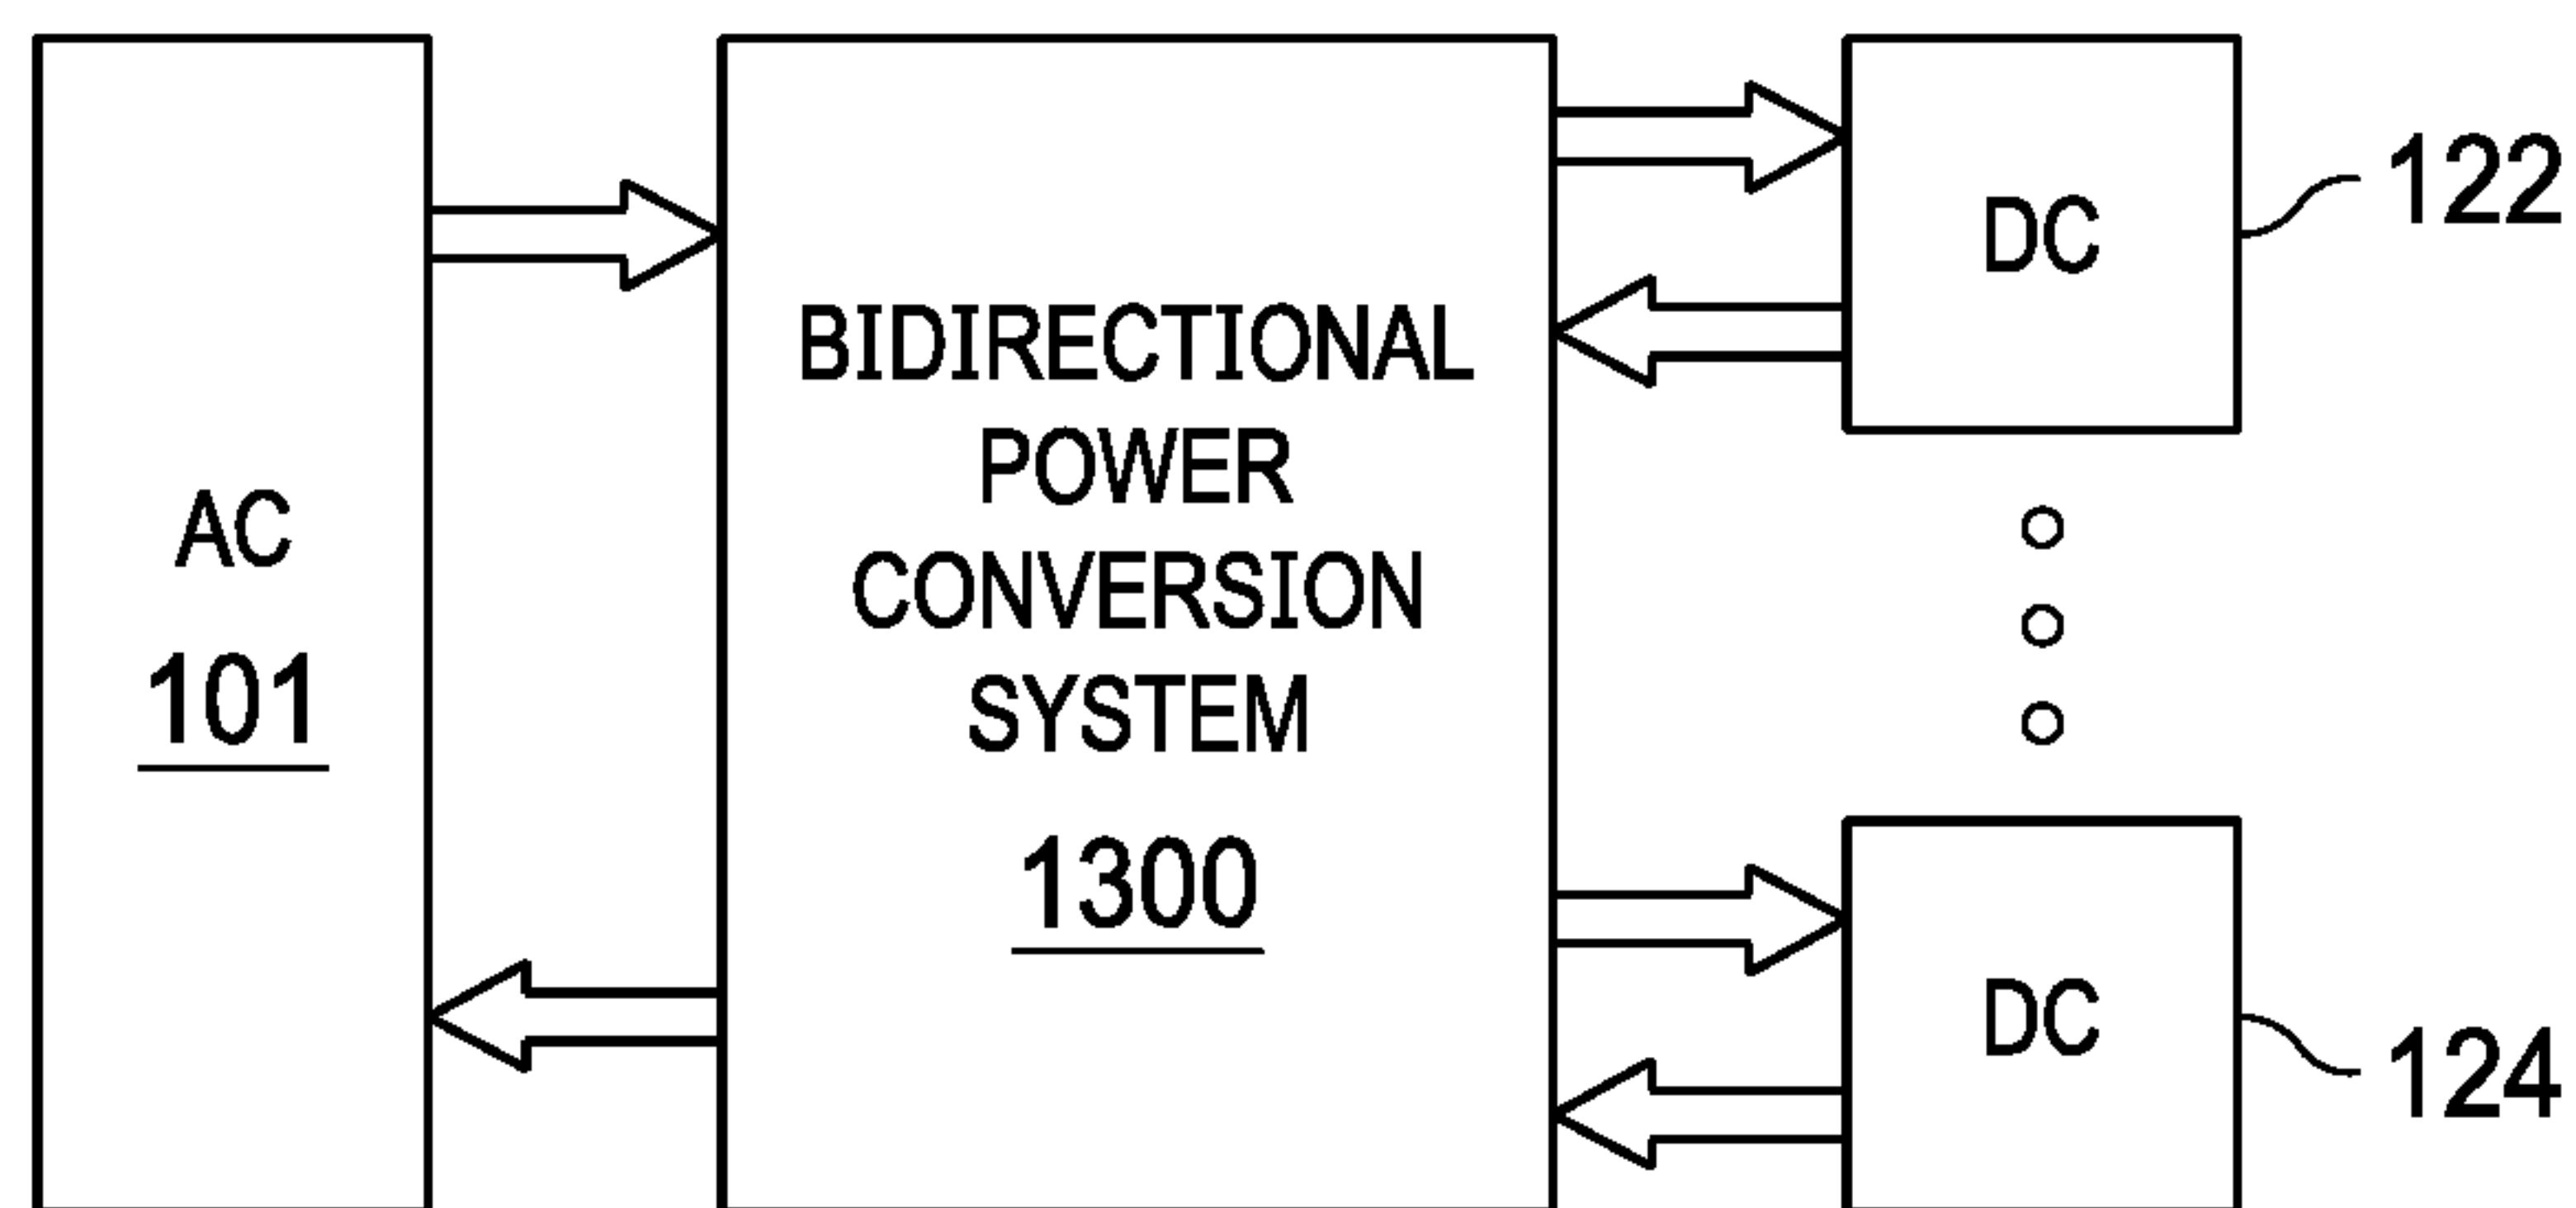 AC
101
BIDIRECTIONAL
POWER
CONVERSION
SYSTEM
1300
DC
122
DC
124